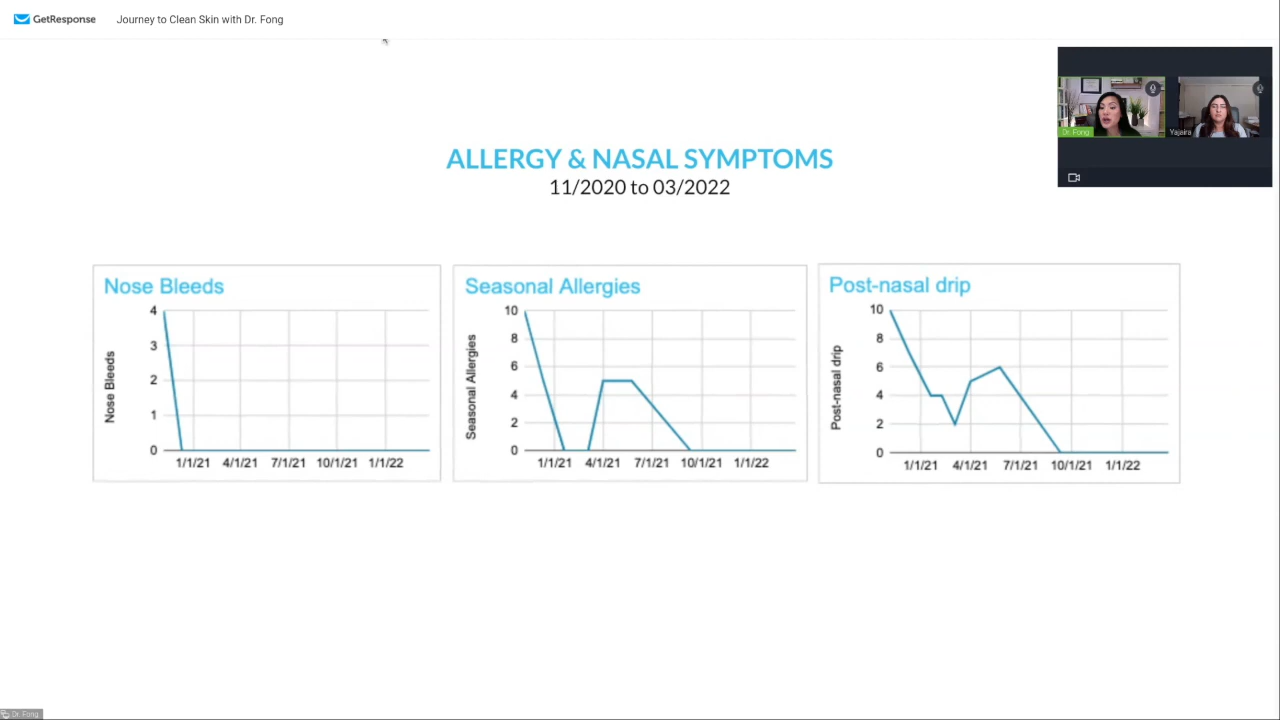 GetResponse Journey to Clean Skin with Dr. Fong
Dr. Fong
Yajaira
ALLERGY & NASAL SYMPTOMS
11/2020 to 03/2022
Nose Bleeds
Nose Bleeds
4
3
2
1
0
1/1/21 4/1/21 7/1/21 10/1/21 1/1/22
Seasonal Allergies
Seasonal Allergies
10
8
6
4
2
0
1/1/21 4/1/21 7/1/21 10/1/21 1/1/22
Post-nasal drip
Post-nasal drip
10
8
6
4
2
0
1/1/21 4/1/21 7/1/21 10/1/21 1/1/22
Dr. Fong